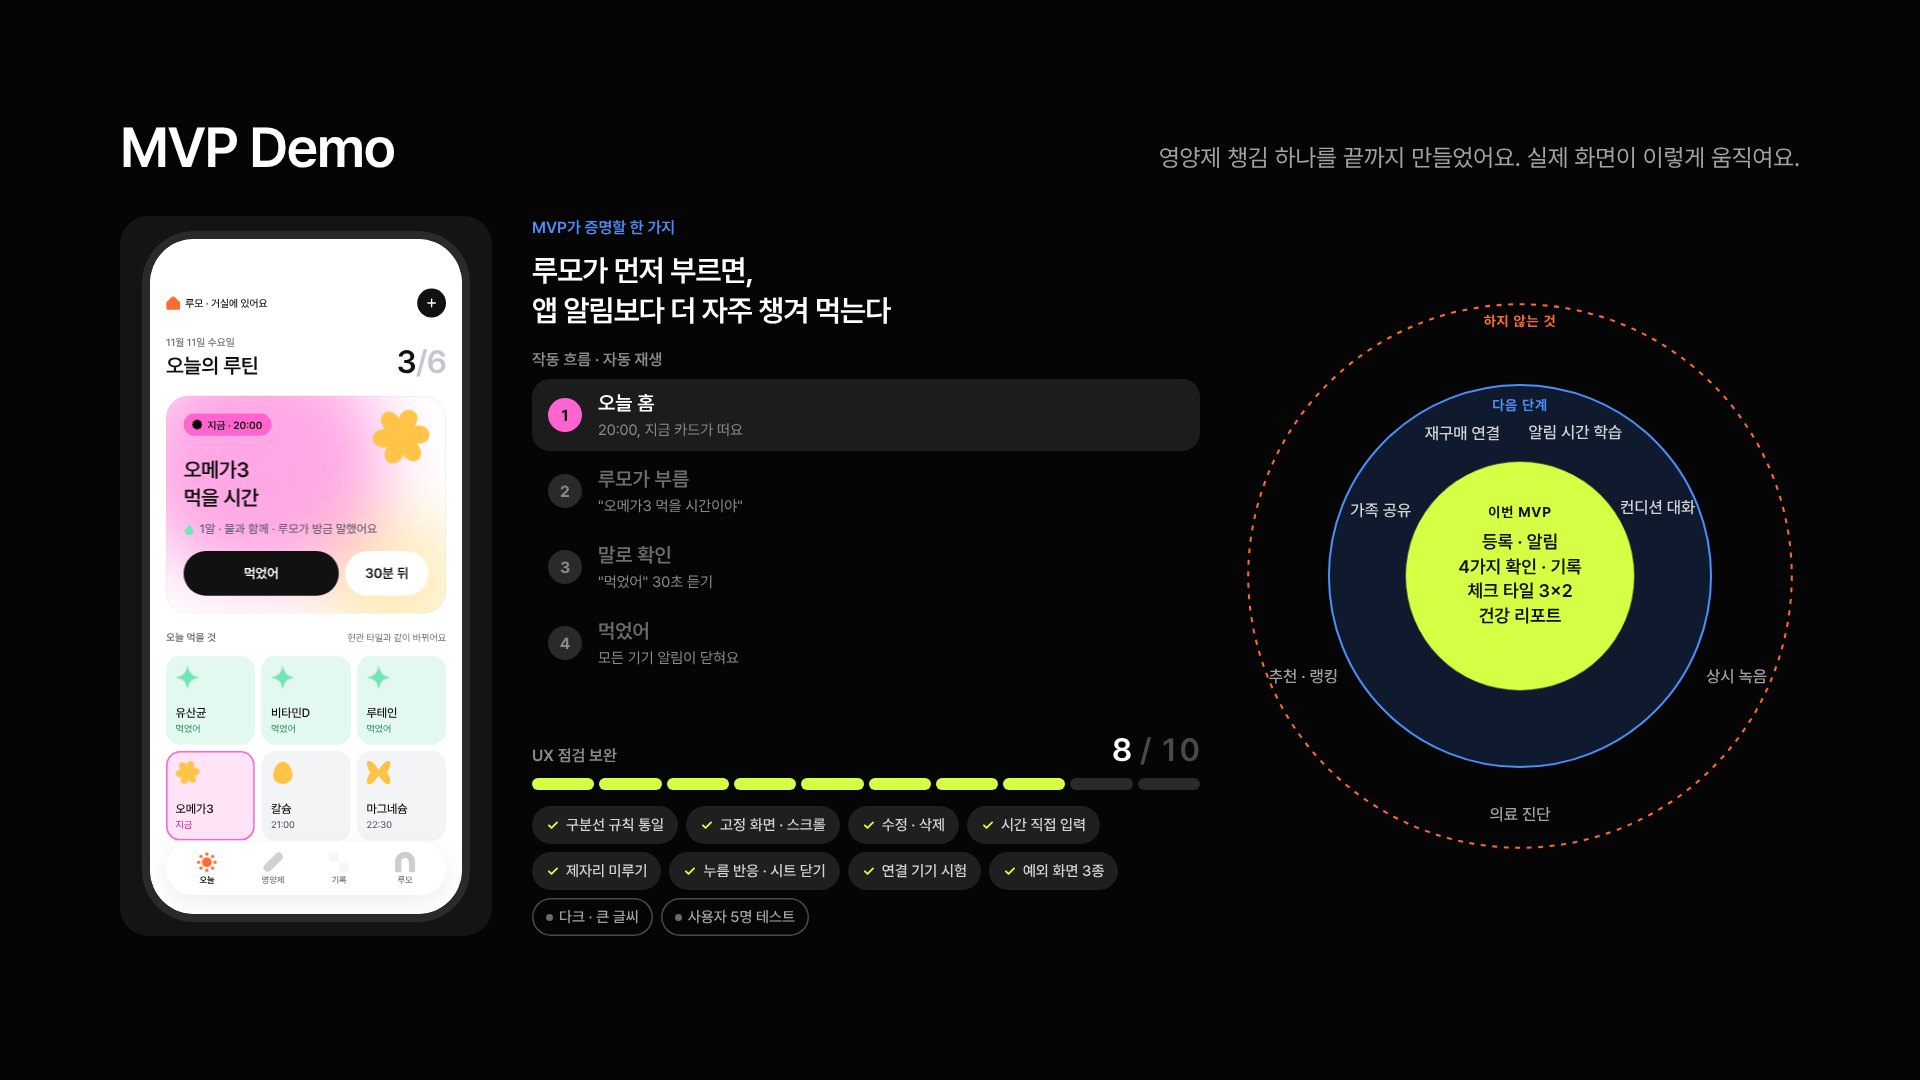 MVP Demo
영양제 챙김 하나를 끝까지 만들었어요. 실제 화면이 이렇게 움직여요.
루모 · 거실에 있어요
+
11월 11일 수요일
오늘의 루틴
3/6
지금 · 20:00
오메가3
먹을 시간
1알 · 물과 함께 · 루모가 방금 말했어요
먹었어
30분 뒤
오늘 먹을 것
현관 타일과 같이 바뀌어요
유산균
먹었어
비타민D
먹었어
루테인
먹었어
오메가3
지금
칼슘
21:00
마그네슘
22:30
오늘
영양제
기록
루모
MVP가 증명할 한 가지
루모가 먼저 부르면,
앱 알림보다 더 자주 챙겨 먹는다
작동 흐름 · 자동 재생
1
오늘 홈
20:00, 지금 카드가 떠요
2
루모가 부름
"오메가3 먹을 시간이야"
3
말로 확인
"먹었어" 30초 듣기
4
먹었어
모든 기기 알림이 닫혀요
UX 점검 보완
8 / 10
구분선 규칙 통일
고정 화면 · 스크롤
수정 · 삭제
시간 직접 입력
제자리 미루기
누름 반응 · 시트 닫기
연결 기기 시험
예외 화면 3종
다크 · 큰 글씨
사용자 5명 테스트
하지 않는 것
다음 단계
재구매 연결
알림 시간 학습
가족 공유
컨디션 대화
이번 MVP
등록 · 알림
4가지 확인 · 기록
체크 타일 3×2
건강 리포트
추천 · 랭킹
상시 녹음
의료 진단